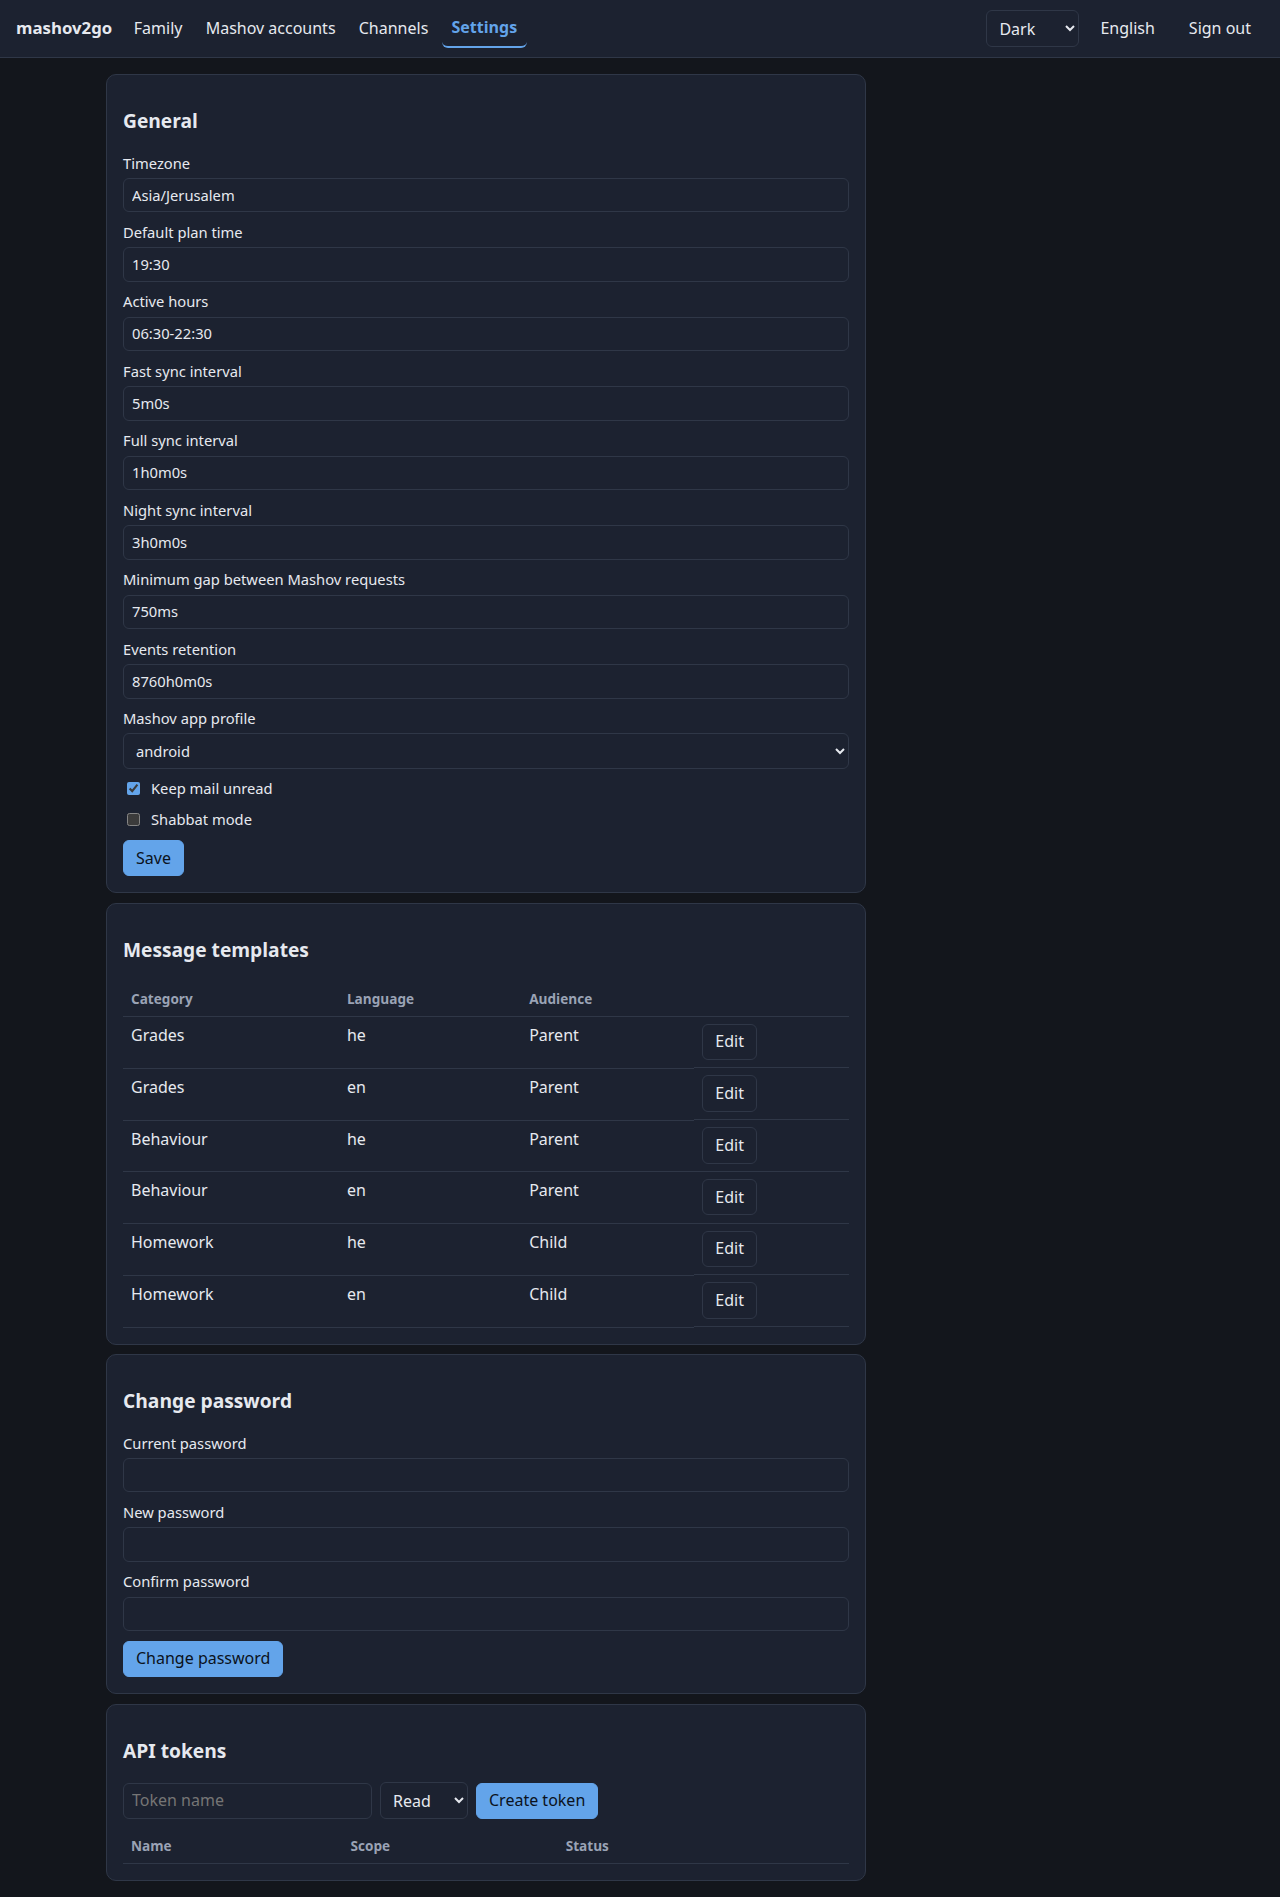 mashov2go Family Mashov accounts Channels Settings Dark English Sign out
General
Timezone
Asia/Jerusalem
Default plan time
19:30
Active hours
06:30-22:30
Fast sync interval
5m0s
Full sync interval
1h0m0s
Night sync interval
3h0m0s
Minimum gap between Mashov requests
750ms
Events retention
8760h0m0s
Mashov app profile
android
Keep mail unread
Shabbat mode
Save
Message templates
Category Language Audience
Grades he Parent Edit
Grades en Parent Edit
Behaviour he Parent Edit
Behaviour en Parent Edit
Homework he Child Edit
Homework en Child Edit
Change password
Current password
New password
Confirm password
Change password
API tokens
Token name Read Create token
Name Scope Status